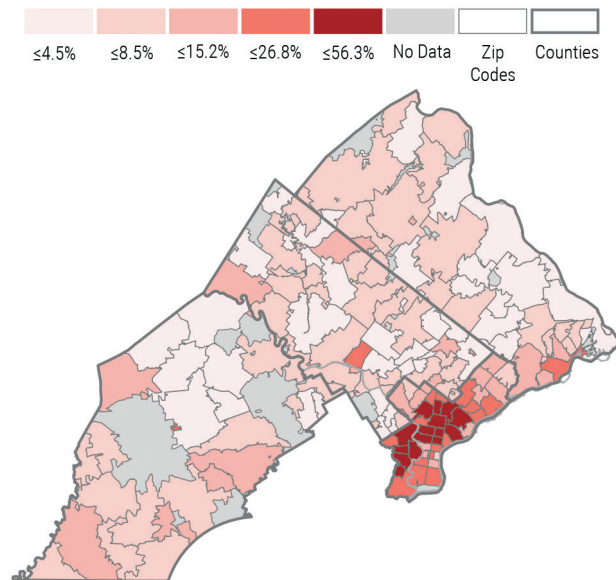 ≤4.5% ≤8.5% ≤15.2% ≤26.8% ≤56.3% No Data Zip Counties
Codes